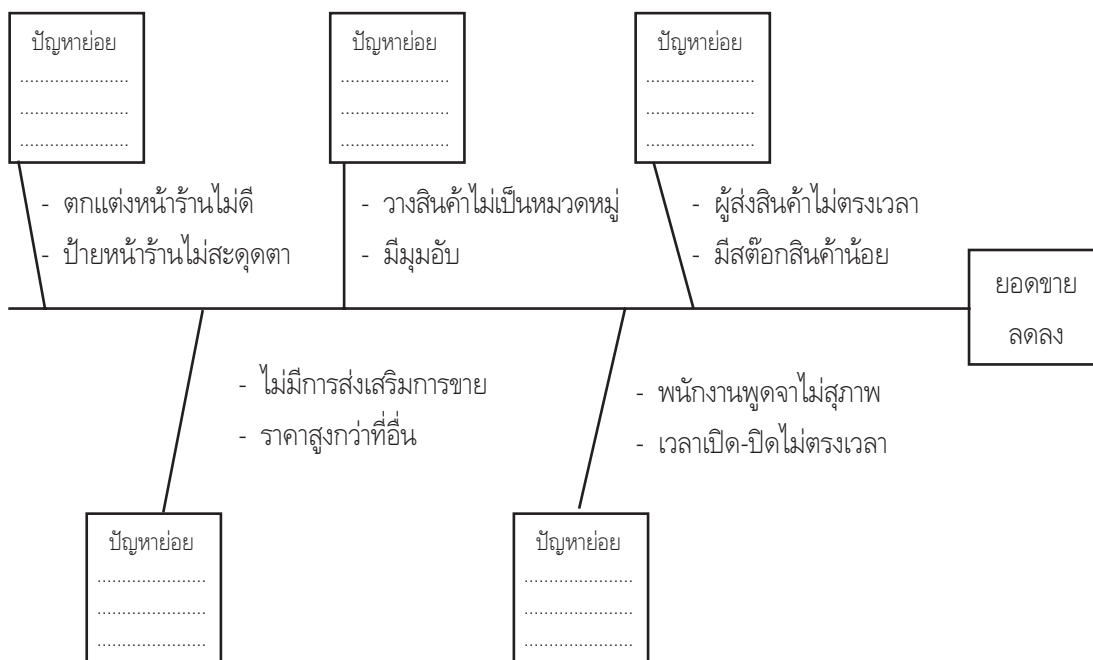 ปัญหาย่อย
.....................
.....................
.....................
ปัญหาย่อย
.....................
.....................
.....................
ปัญหาย่อย
.....................
.....................
.....................
- ตกแต่งหน้าร้านไม่ดี
- ป้ายหน้าร้านไม่สะดุดตา
- วางสินค้าไม่เป็นหมวดหมู่
- มีมุมอับ
- ผู้ส่งสินค้าไม่ตรงเวลา
- มีสต๊อกสินค้าน้อย
ยอดขาย
ลดลง
- ไม่มีการส่งเสริมการขาย
- ราคาสูงกว่าที่อื่น
- พนักงานพูดจาไม่สุภาพ
- เวลาเปิด-ปิดไม่ตรงเวลา
ปัญหาย่อย
.....................
.....................
.....................
ปัญหาย่อย
.....................
.....................
.....................